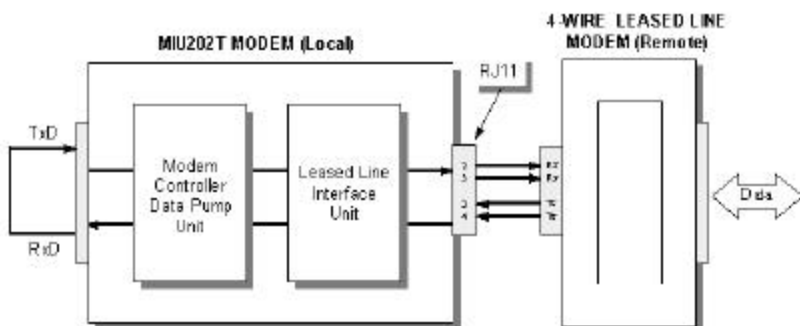 4-WIRE LEASED LINE
MODEM (Remote)
MIU202T MODEM (Local)
RJ11
TxD
RxD
Modem
Controller
Data Pump
Unit
Leased Line
Interface
Unit
Data